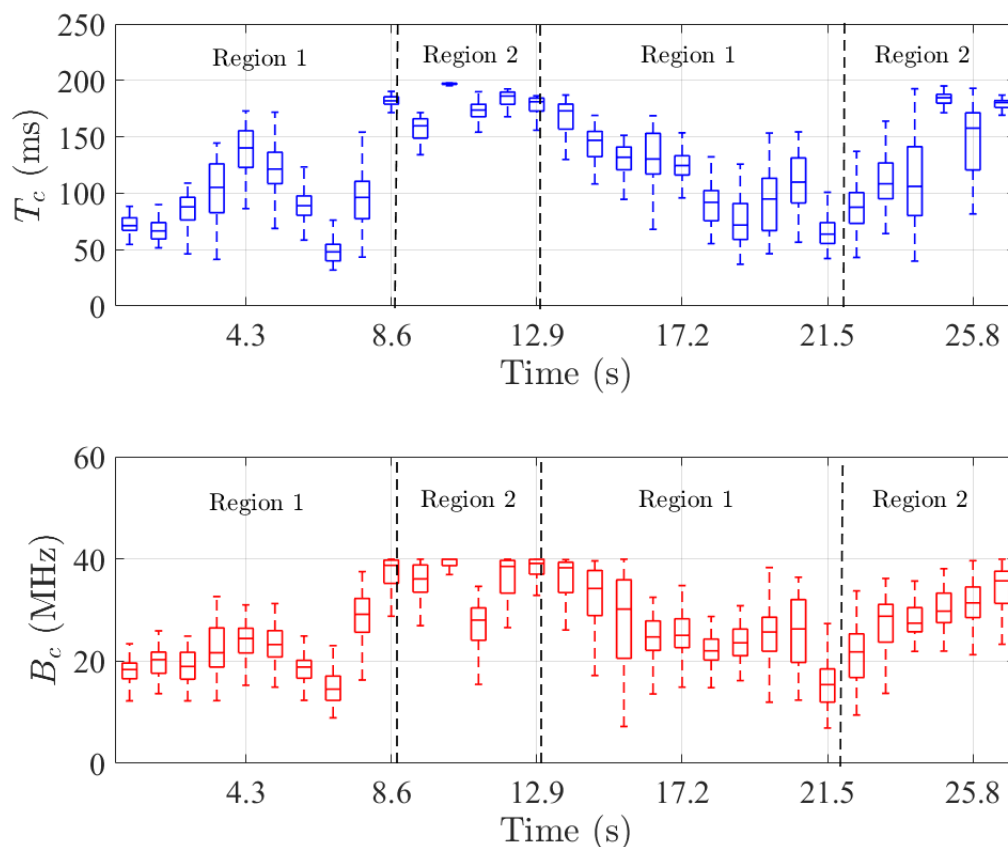 250
200
150
100
50
0
T_c (ms)
Region 1
Region 2
Region 1
Region 2
4.3
8.6
12.9
17.2
21.5
25.8
Time (s)
60
40
20
0
B_c (MHz)
Region 1
Region 2
Region 1
Region 2
4.3
8.6
12.9
17.2
21.5
25.8
Time (s)